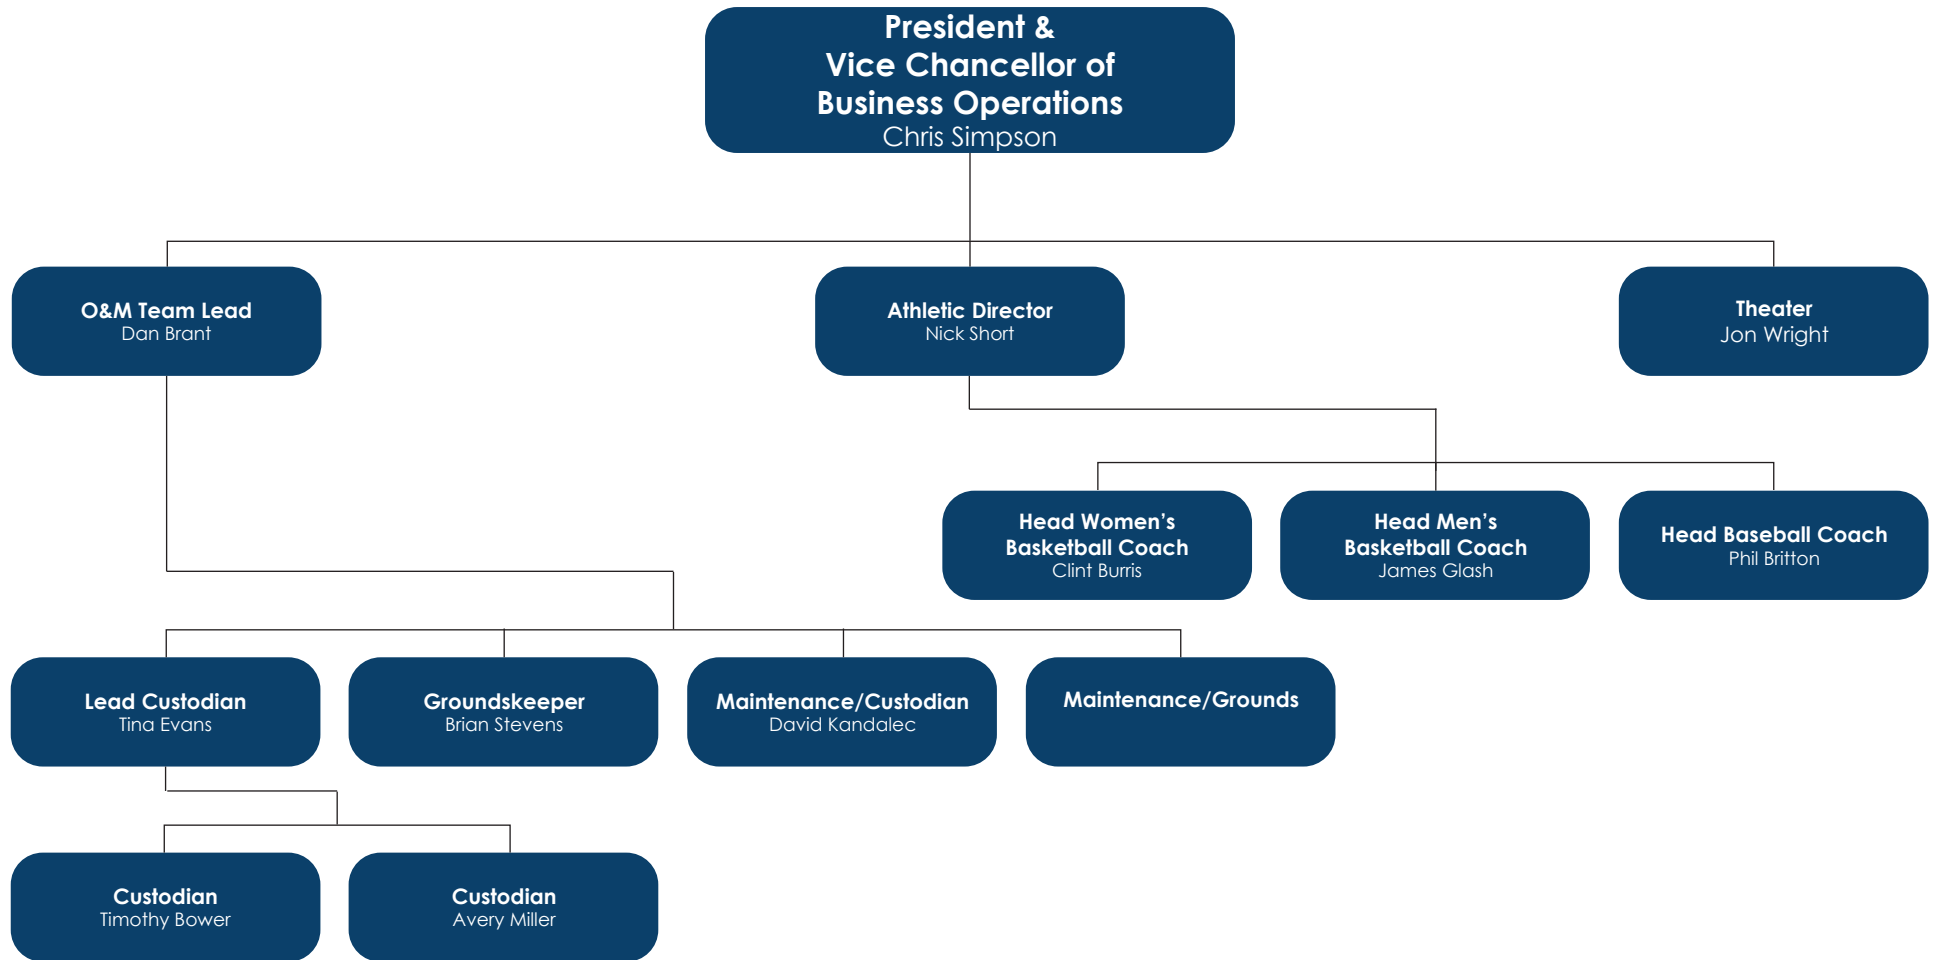 President &
Vice Chancellor of
Business Operations
Chris Simpson
O&M Team Lead
Dan Brant
Athletic Director
Nick Short
Theater
Jon Wright
Head Women’s
Basketball Coach
Clint Burris
Head Men’s
Basketball Coach
James Glash
Head Baseball Coach
Phil Britton
Lead Custodian
Tina Evans
Groundskeeper
Brian Stevens
Maintenance/Custodian
David Kandalec
Maintenance/Grounds
Custodian
Timothy Bower
Custodian
Avery Miller